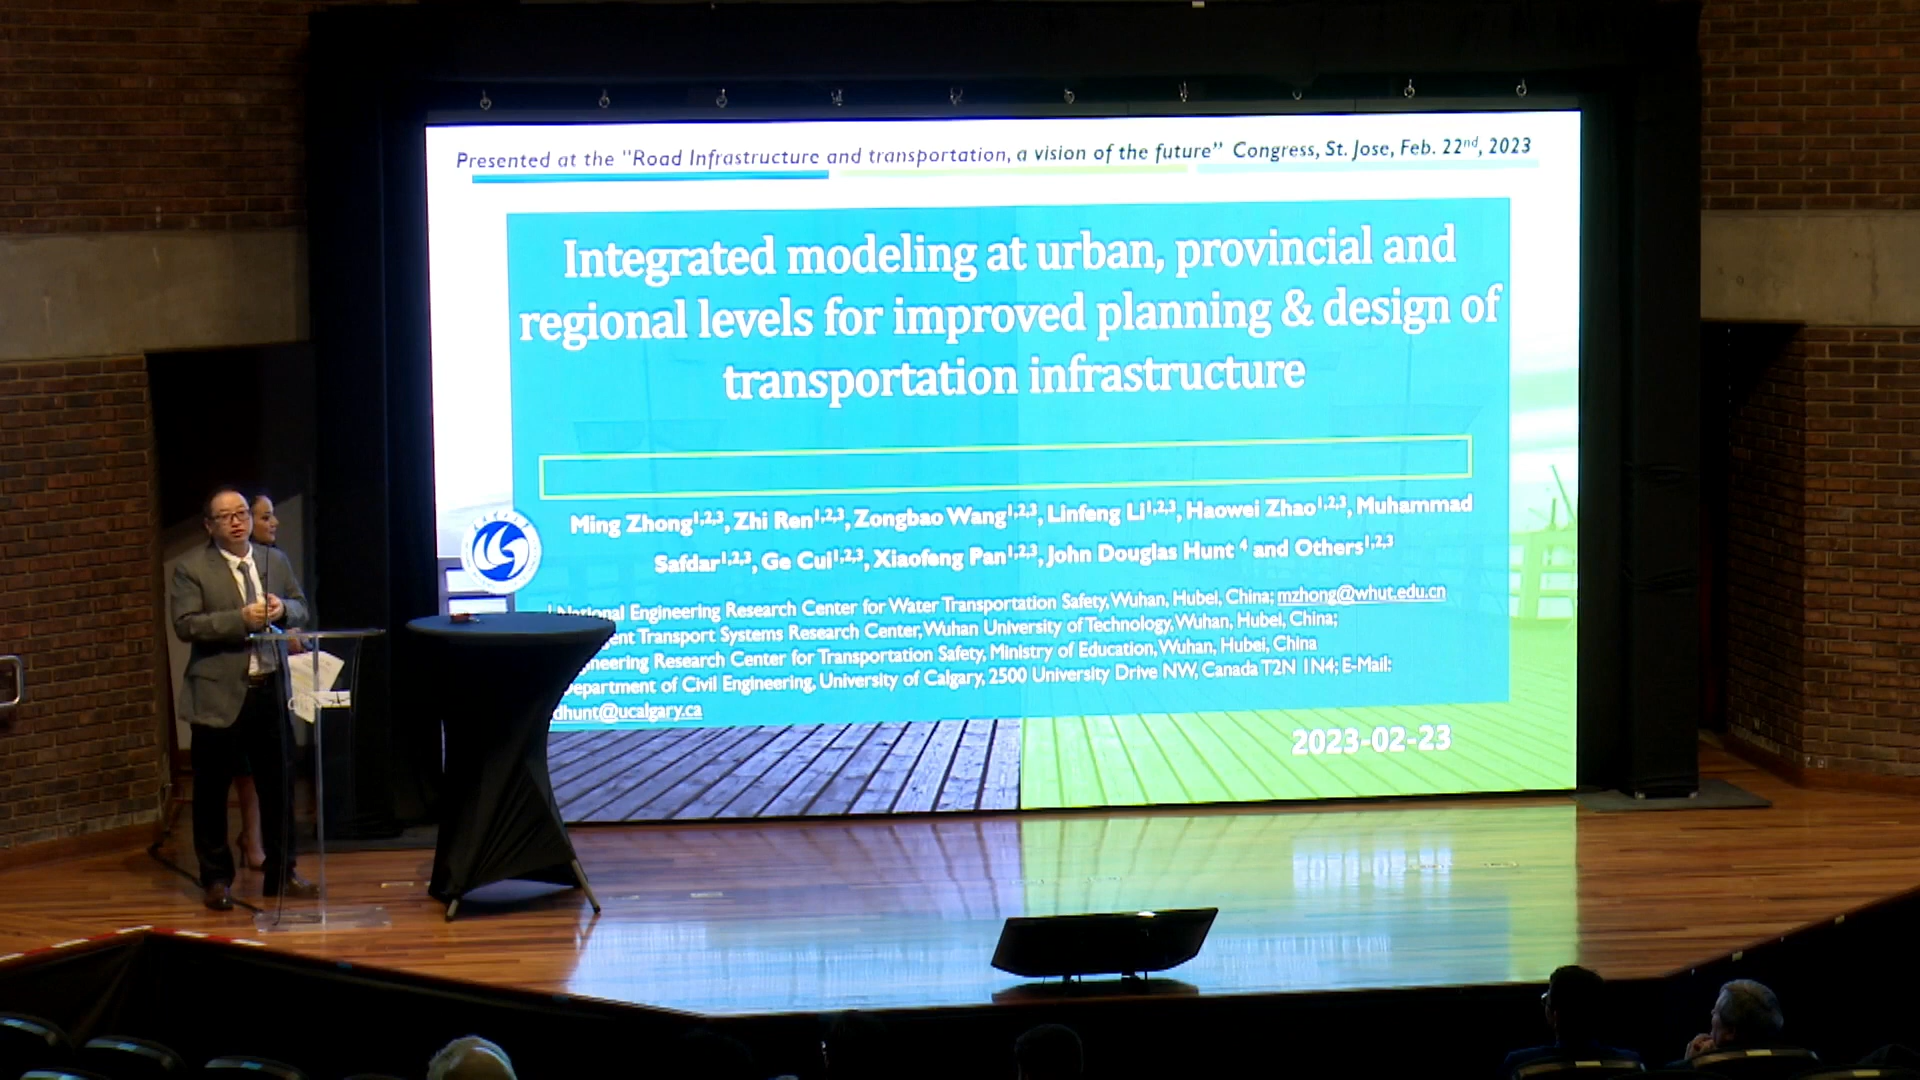 Presented at the "Road Infrastructure and transportation, a vision of the future” Congress, St. Jose, Feb. 22nd, 2023
Integrated modeling at urban, provincial and
regional levels for improved planning & design of
transportation infrastructure
Ming Zhong1,2,3, Zhi Ren1,2,3, Zongbao Wang1,2,3, Linfeng Li1,2,3, Haowei Zhao1,2,3, Muhammad
Safdar1,2,3, Ge Cui1,2,3, Xiaofeng Pan1,2,3, John Douglas Hunt 4 and Others1,2,3
1 National Engineering Research Center for Water Transportation Safety, Wuhan, Hubei, China; mzhong@whut.edu.cn
Transport Systems Research Center, Wuhan University of Technology, Wuhan, Hubei, China;
Research Center for Transportation Safety, Ministry of Education, Wuhan, Hubei, China
Department of Civil Engineering, University of Calgary, 2500 University Drive NW, Canada T2N 1N4; E-Mail:
dhunt@ucalgary.ca
2023-02-23